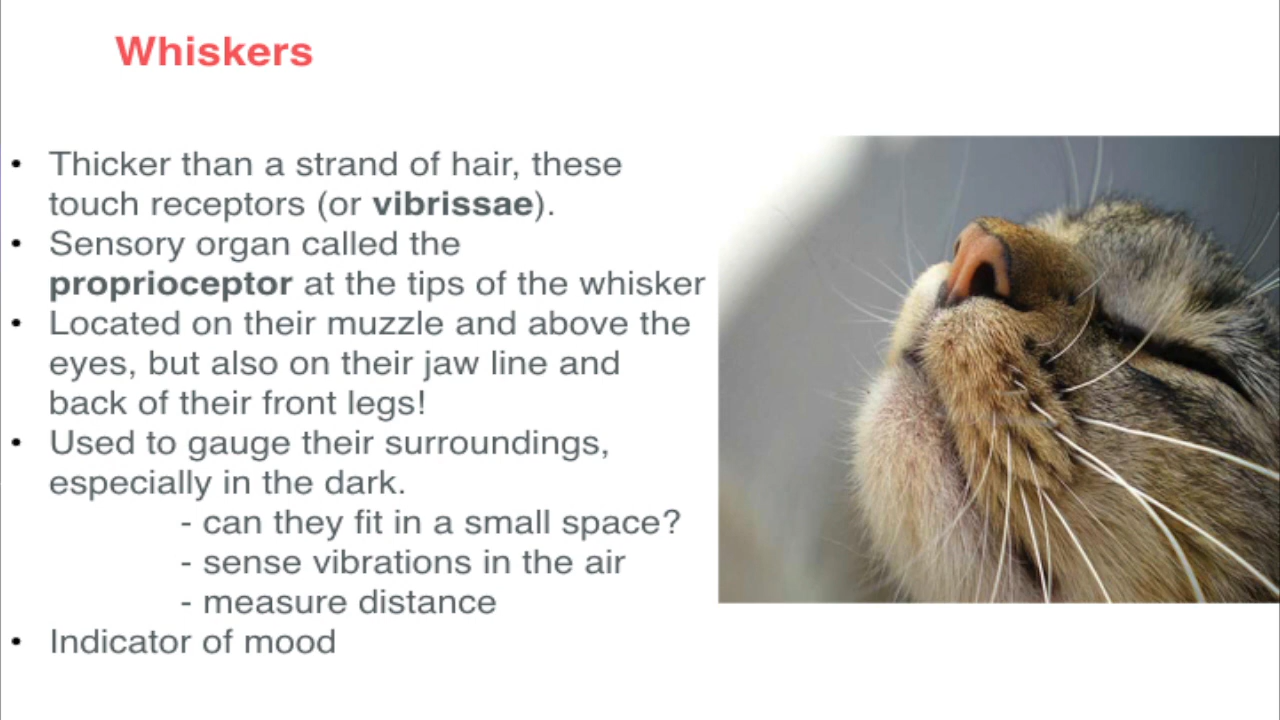 Whiskers
• Thicker than a strand of hair, these
touch receptors (or vibrissae).
• Sensory organ called the
proprioceptor at the tips of the whisker
• Located on their muzzle and above the
eyes, but also on their jaw line and
back of their front legs!
• Used to gauge their surroundings,
especially in the dark.
- can they fit in a small space?
- sense vibrations in the air
- measure distance
• Indicator of mood